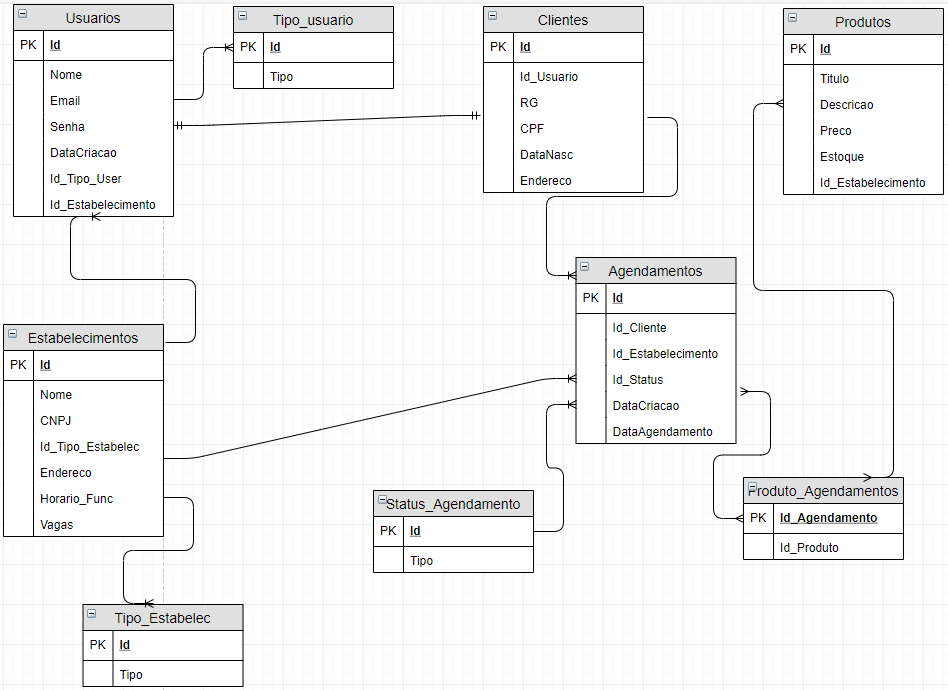 Usuarios
PK Id
Nome
Email
Senha
DataCriacao
Id_Tipo_User
Id_Estabelecimento
Tipo_usuario
PK Id
Tipo
Clientes
PK Id
Id_Usuario
RG
CPF
DataNasc
Endereco
Produtos
PK Id
Titulo
Descricao
Preco
Estoque
Id_Estabelecimento
Agendamentos
PK Id
Id_Cliente
Id_Estabelecimento
Id_Status
DataCriacao
DataAgendamento
Estabelecimentos
PK Id
Nome
CNPJ
Id_Tipo_Estabelec
Endereco
Horario_Func
Vagas
Status_Agendamento
PK Id
Tipo
Produto_Agendamentos
PK Id_Agendamento
Id_Produto
Tipo_Estabelec
PK Id
Tipo